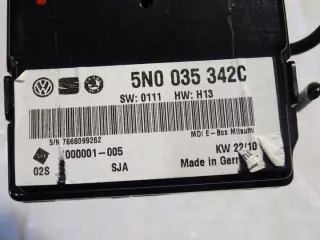 5N0 035 342C
SW: 0111 HW: H13
S/N 7668099262
MDI E-Box Mitsumi
000001-005 KW 22/10
02S SJA Made in Germ